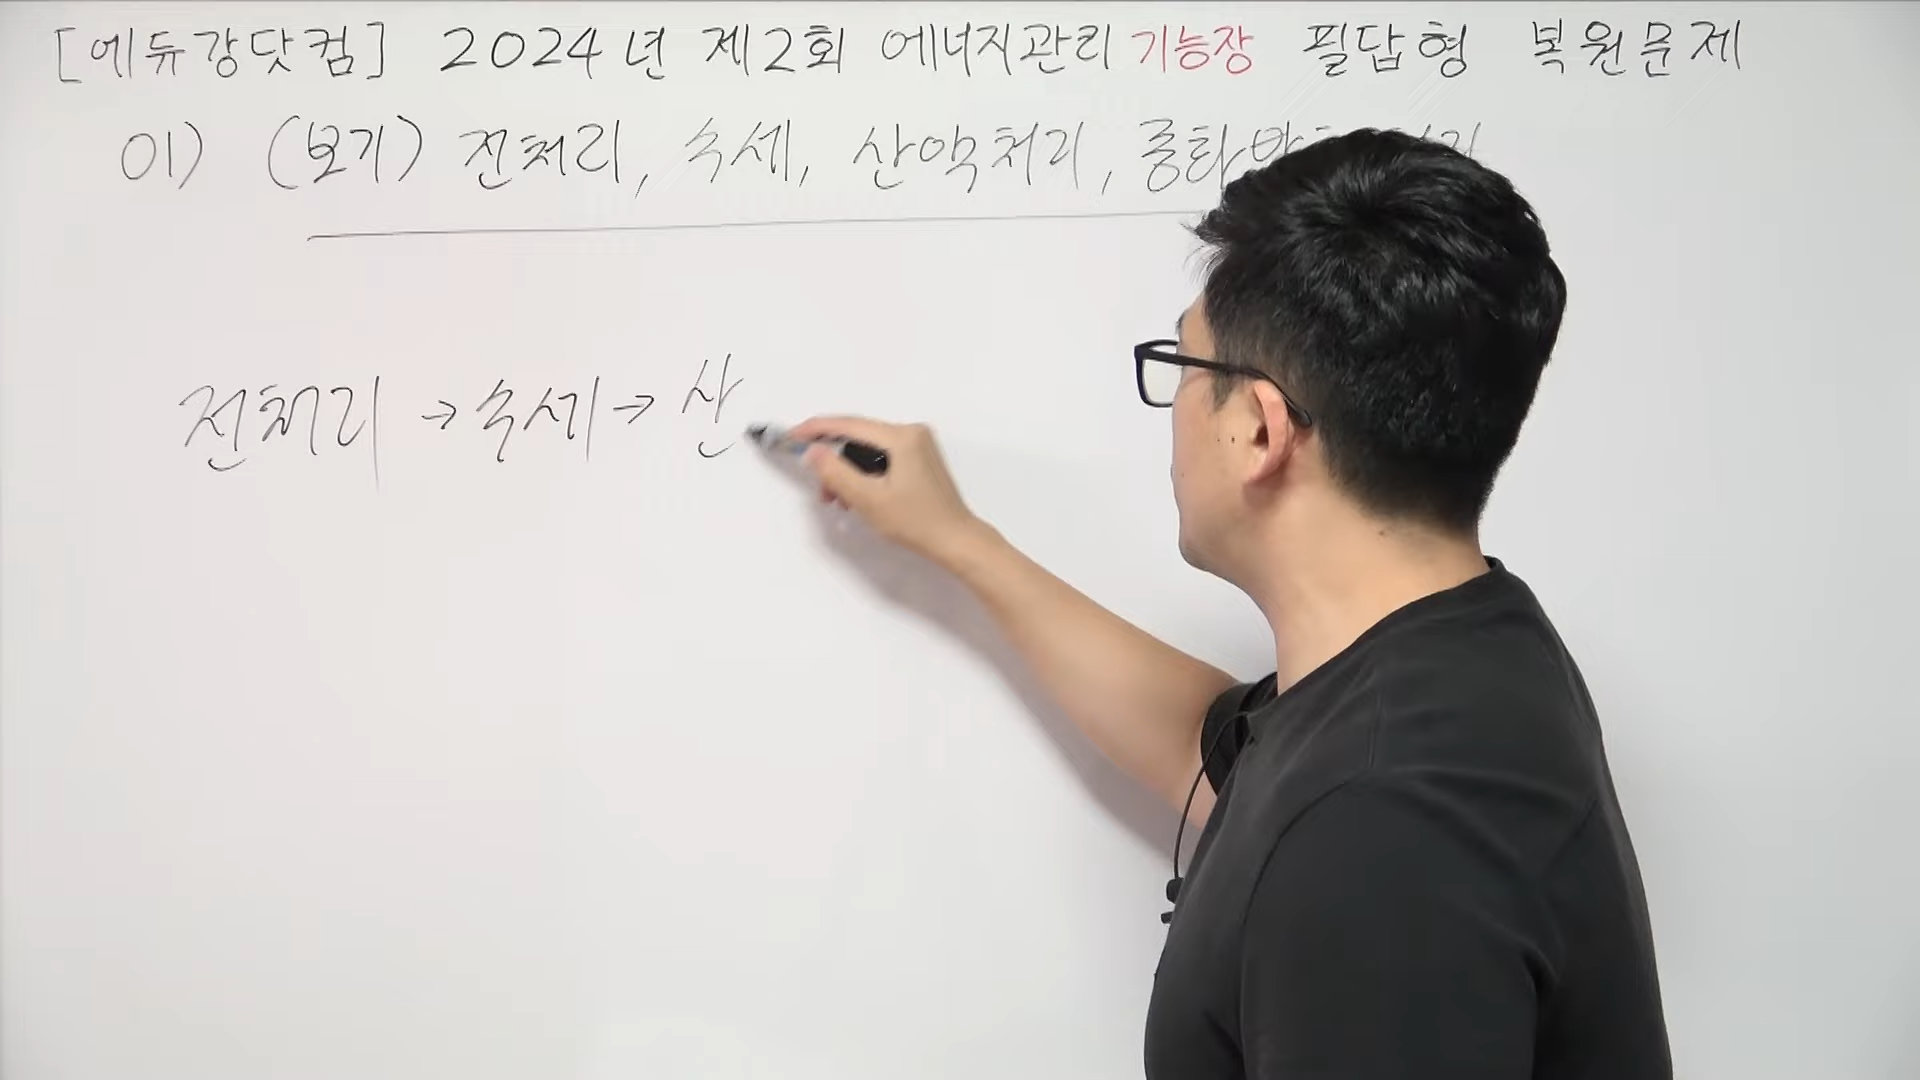 [에듀강닷컴] 2024년 제2회 에너지관리 기능장 필답형 복원문제
01) (보기) 전처리, 수세, 산액처리, 중화방
전처리 → 수세 → 산